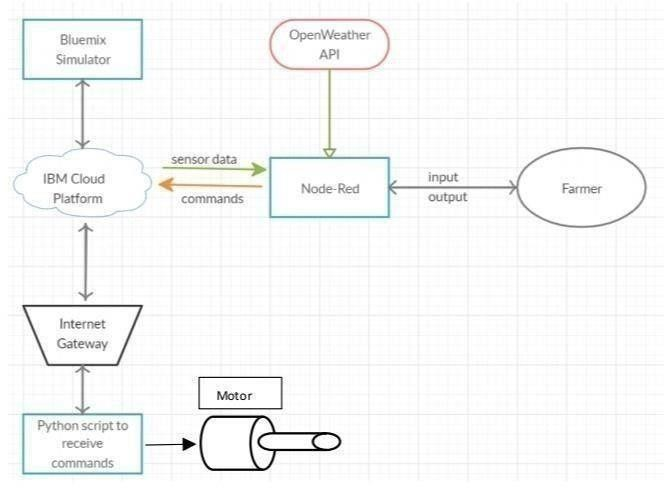 Bluemix
Simulator
OpenWeather
API
IBM Cloud
Platform
sensor data
commands
Node-Red
input
output
Farmer
Internet
Gateway
Python script to
receive
commands
Motor